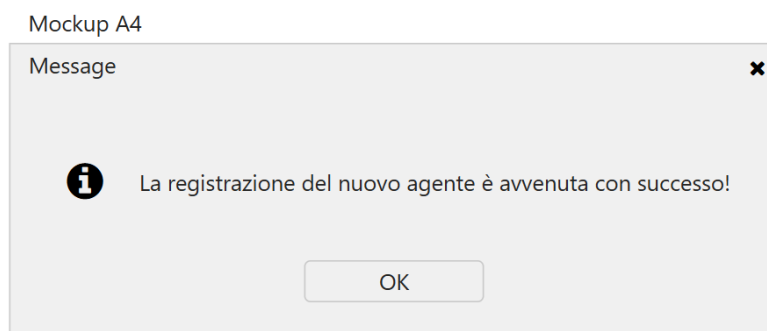 Mockup A4
Message
La registrazione del nuovo agente è avvenuta con successo!
OK